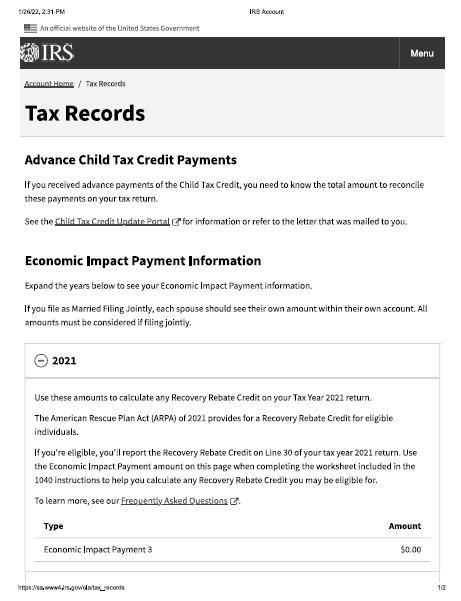 1/26/22, 2:31 PM IRS Account
An official website of the United States Government
IRS Menu
Account Home / Tax Records
Tax Records
Advance Child Tax Credit Payments
If you received advance payments of the Child Tax Credit, you need to know the total amount to reconcile
these payments on your tax return.
See the Child Tax Credit Update Portal for information or refer to the letter that was mailed to you.
Economic Impact Payment Information
Expand the years below to see your Economic Impact Payment information.
If you file as Married Filing Jointly, each spouse should see their own amount within their own account. All
amounts must be considered if filing jointly.
2021
Use these amounts to calculate any Recovery Rebate Credit on your Tax Year 2021 return.
The American Rescue Plan Act (ARPA) of 2021 provides for a Recovery Rebate Credit for eligible
individuals.
If you're eligible, you'll report the Recovery Rebate Credit on Line 30 of your tax year 2021 return. Use
the Economic Impact Payment amount on this page when completing the worksheet included in the
1040 instructions to help you calculate any Recovery Rebate Credit you may be eligible for.
To learn more, see our Frequently Asked Questions.
Type Amount
Economic Impact Payment 3 $0.00
https://sa.www4.irs.gov/ola/tax_records 1/2